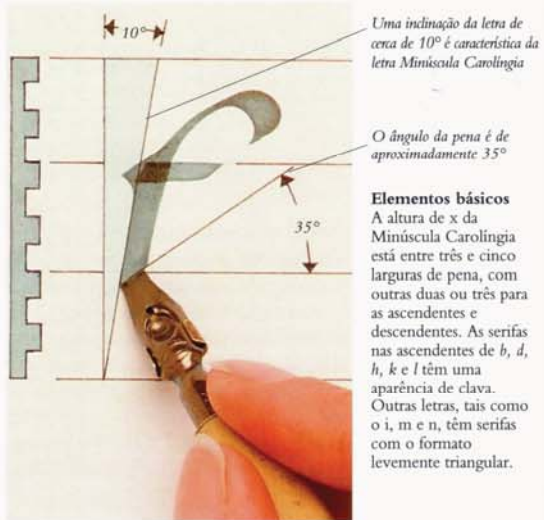 10°
Uma inclinação da letra de
cerca de 10° é característica da
letra Minúscula Carolíngia
O ângulo da pena é de
aproximadamente 35°
35°
Elementos básicos
A altura de x da
Minúscula Carolíngia
está entre três e cinco
larguras de pena, com
outras duas ou três para
as ascendentes e
descendentes. As serifas
nas ascendentes de b, d,
h, k e l têm uma
aparência de clava.
Outras letras, tais como
o i, m e n, têm serifas
com o formato
levemente triangular.